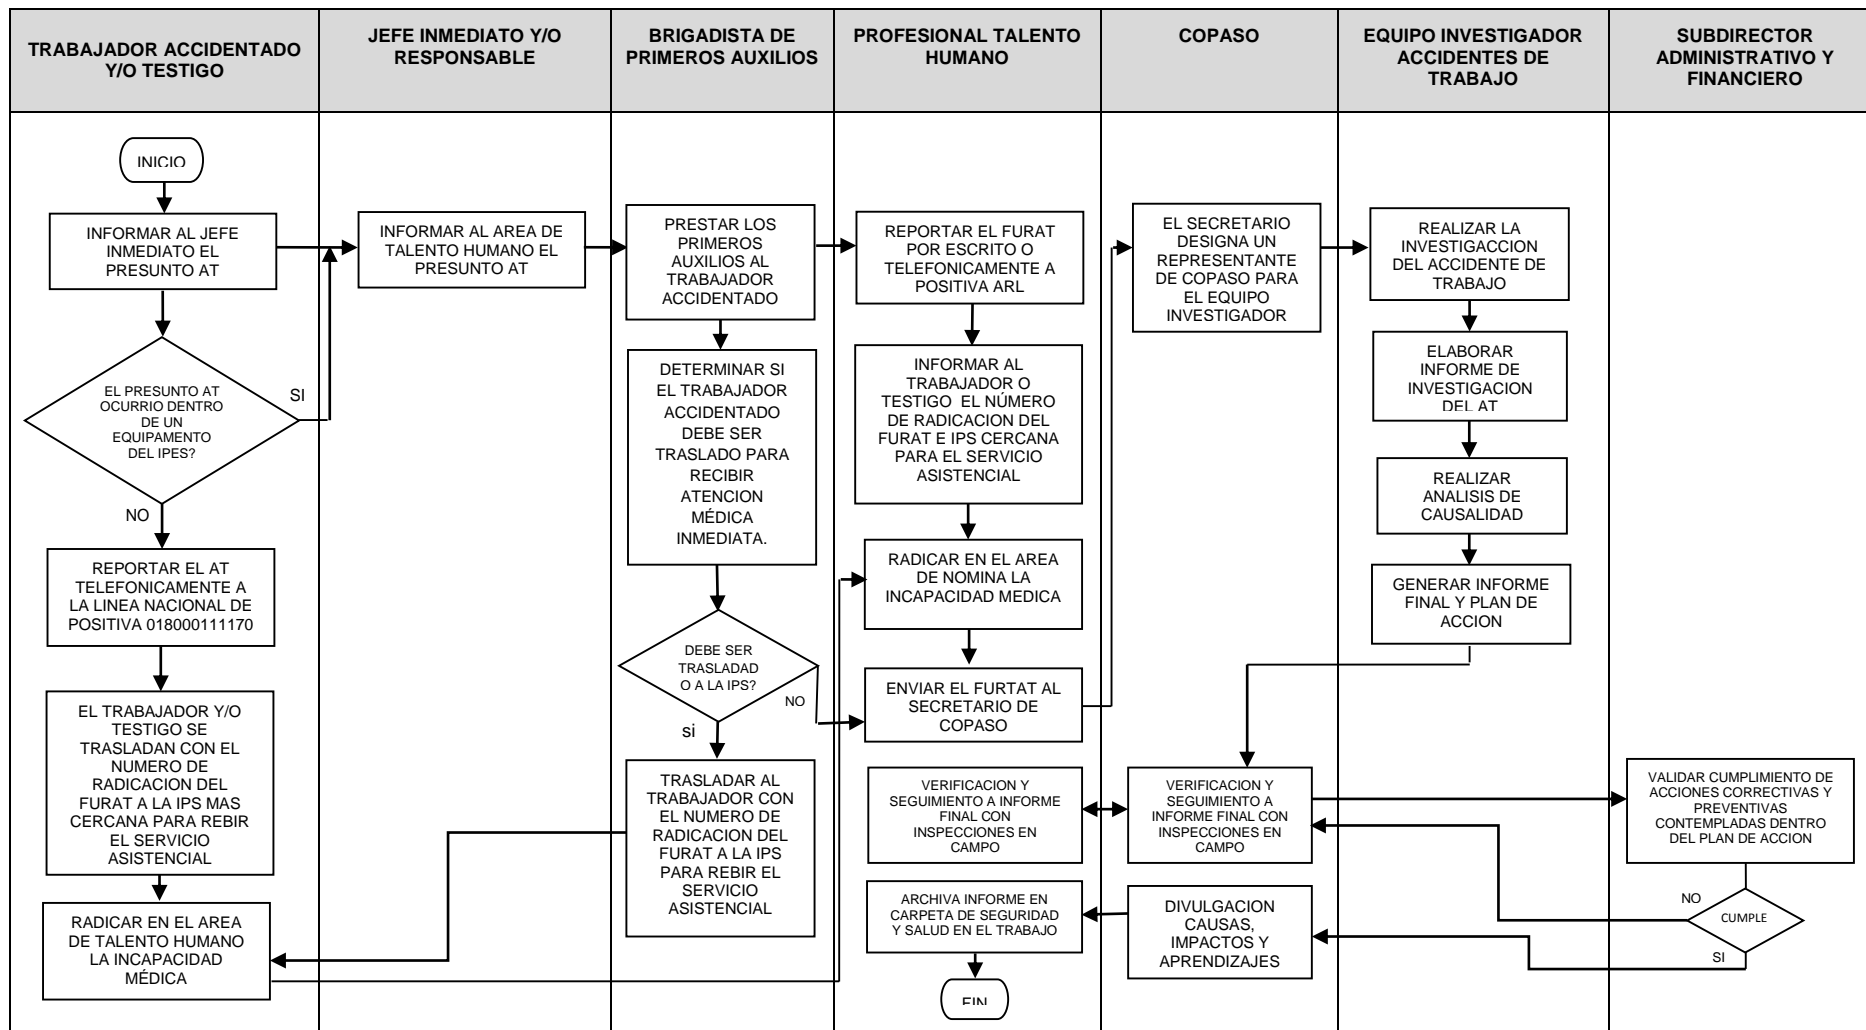 TRABAJADOR ACCIDENTADO
Y/O TESTIGO
JEFE INMEDIATO Y/O
RESPONSABLE
BRIGADISTA DE
PRIMEROS AUXILIOS
PROFESIONAL TALENTO
HUMANO
COPASO
EQUIPO INVESTIGADOR
ACCIDENTES DE
TRABAJO
SUBDIRECTOR
ADMINISTRATIVO Y
FINANCIERO
INICIO
INFORMAR AL JEFE
INMEDIATO EL
PRESUNTO AT
EL PRESUNTO AT
OCURRIO DENTRO
DE UN
EQUIPAMENTO
DEL IPES?
SI
NO
REPORTAR EL AT
TELEFONICAMENTE A
LA LINEA NACIONAL DE
POSITIVA 018000111170
EL TRABAJADOR Y/O
TESTIGO SE
TRASLADAN CON EL
NUMERO DE
RADICACION DEL
FURAT A LA IPS MAS
CERCANA PARA REBIR
EL SERVICIO
ASISTENCIAL
RADICAR EN EL AREA
DE TALENTO HUMANO
LA INCAPACIDAD
MÉDICA
INFORMAR AL AREA DE
TALENTO HUMANO EL
PRESUNTO AT
PRESTAR LOS
PRIMEROS
AUXILIOS AL
TRABAJADOR
ACCIDENTADO
DETERMINAR SI
EL TRABAJADOR
ACCIDENTADO
DEBE SER
TRASLADO PARA
RECIBIR
ATENCION
MÉDICA
INMEDIATA.
DEBE SER
TRASLADAD
O A LA IPS?
NO
si
TRASLADAR AL
TRABAJADOR CON
EL NUMERO DE
RADICACION DEL
FURAT A LA IPS
PARA REBIR EL
SERVICIO
ASISTENCIAL
REPORTAR EL FURAT
POR ESCRITO O
TELEFONICAMENTE A
POSITIVA ARL
INFORMAR AL
TRABAJADOR O
TESTIGO EL NÚMERO
DE RADICACION DEL
FURAT E IPS CERCANA
PARA EL SERVICIO
ASISTENCIAL
RADICAR EN EL AREA
DE NOMINA LA
INCAPACIDAD MEDICA
ENVIAR EL FURTAT AL
SECRETARIO DE
COPASO
VERIFICACION Y
SEGUIMIENTO A INFORME
FINAL CON
INSPECCIONES EN
CAMPO
ARCHIVA INFORME EN
CARPETA DE SEGURIDAD
Y SALUD EN EL TRABAJO
FIN
EL SECRETARIO
DESIGNA UN
REPRESENTANTE
DE COPASO PARA
EL EQUIPO
INVESTIGADOR
VERIFICACION Y
SEGUIMIENTO A
INFORME FINAL CON
INSPECCIONES EN
CAMPO
DIVULGACION
CAUSAS,
IMPACTOS Y
APRENDIZAJES
REALIZAR LA
INVESTIGACCION
DEL ACCIDENTE DE
TRABAJO
ELABORAR
INFORME DE
INVESTIGACION
DEL AT
REALIZAR
ANALISIS DE
CAUSALIDAD
GENERAR INFORME
FINAL Y PLAN DE
ACCION
VALIDAR CUMPLIMIENTO DE
ACCIONES CORRECTIVAS Y
PREVENTIVAS
CONTEMPLADAS DENTRO
DEL PLAN DE ACCION
NO
CUMPLE
SI